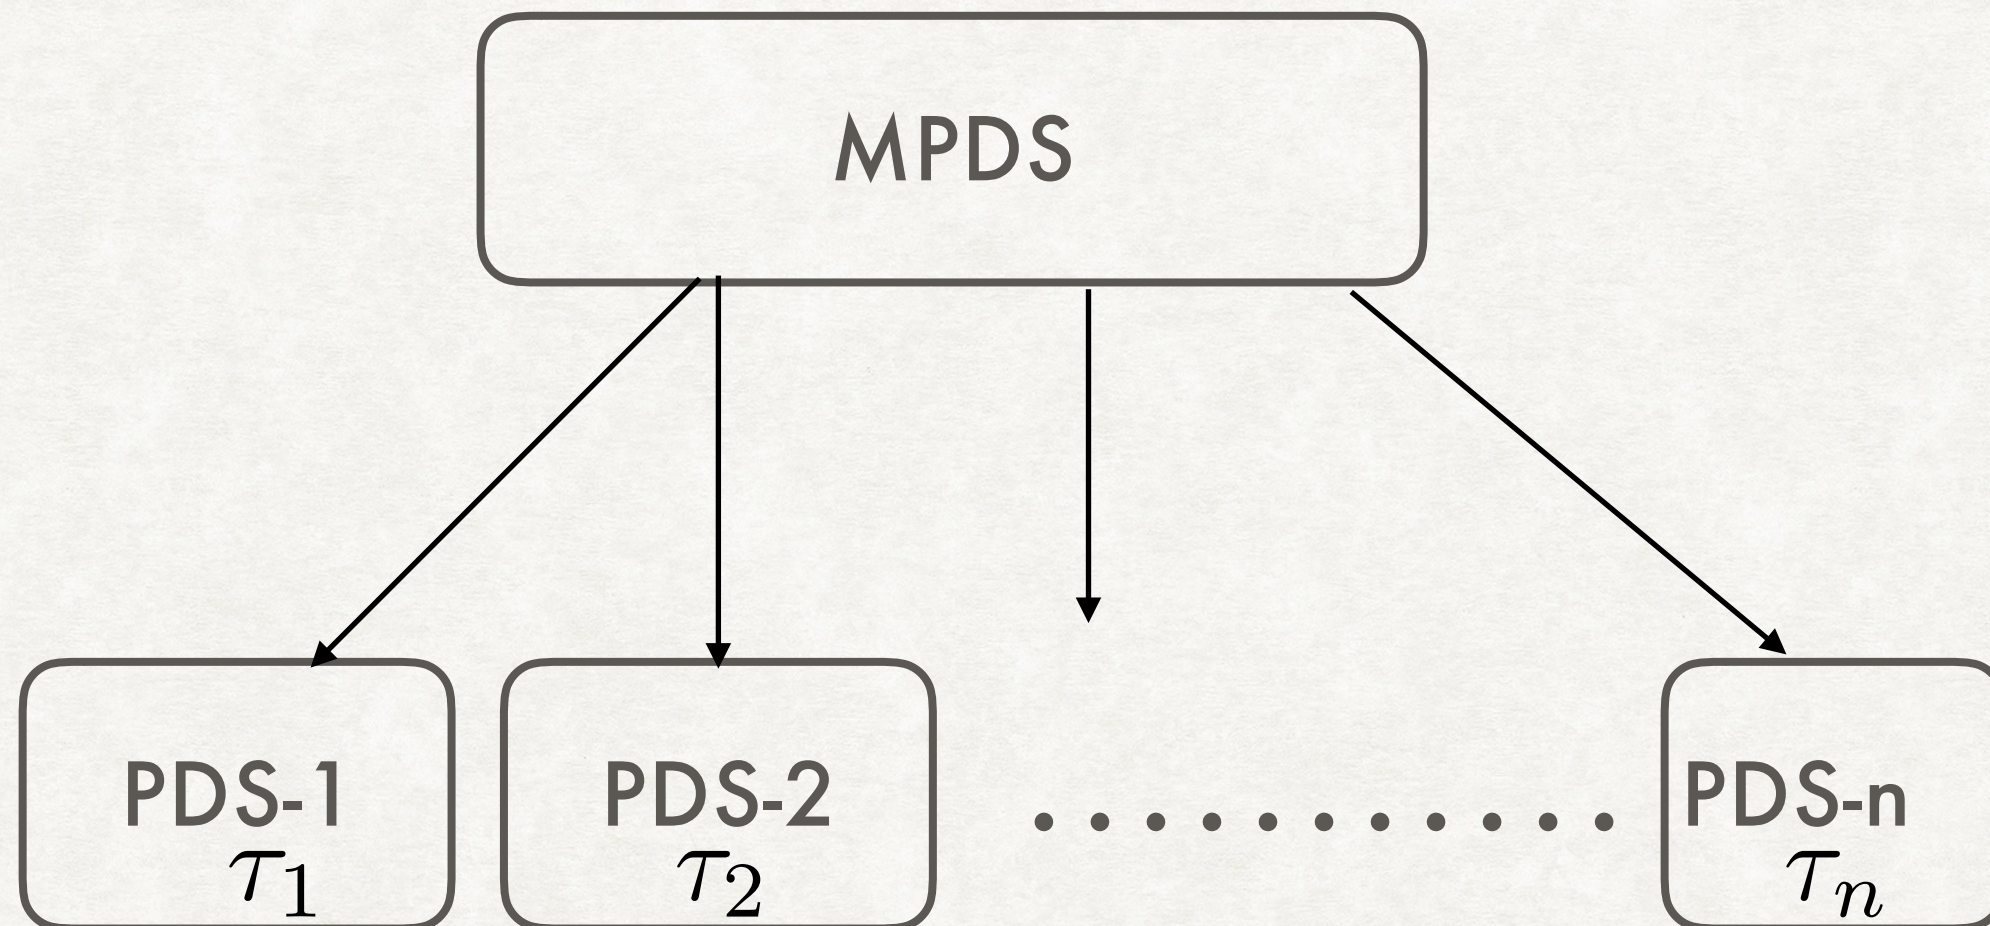 MPDS
PDS-1 PDS-2 . . . . . . . . . . . PDS-n
τ₁ τ₂ τₙ